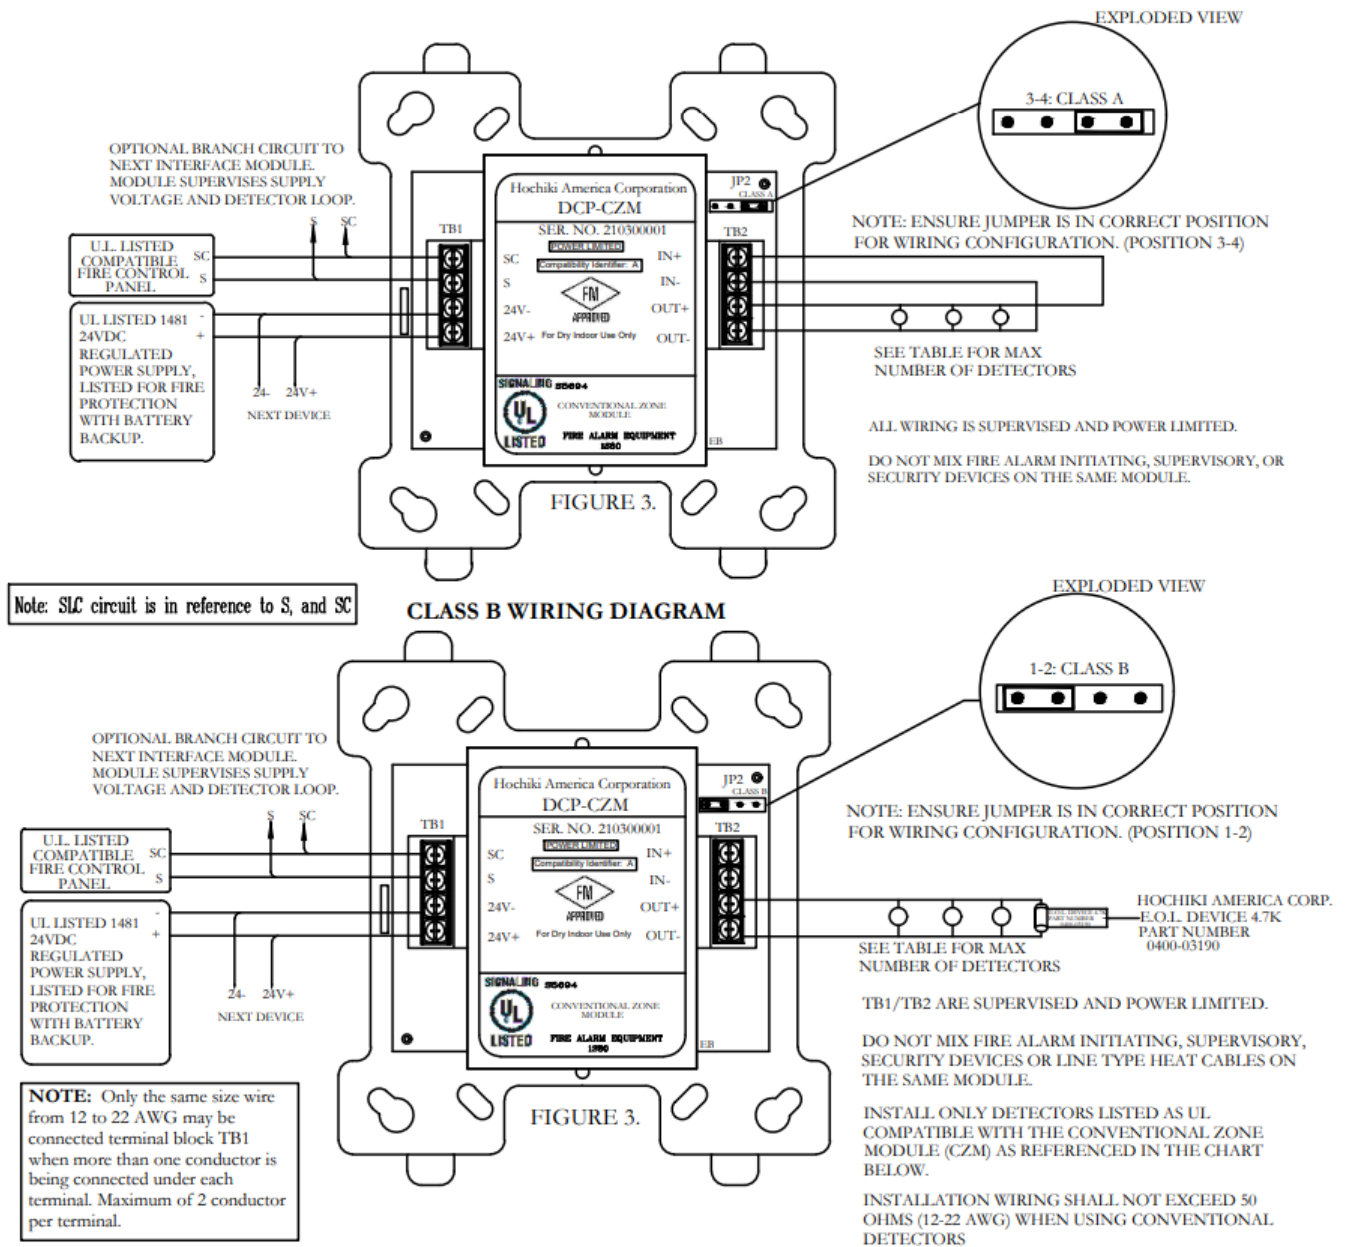 EXPLODED VIEW
3-4: CLASS A
OPTIONAL BRANCH CIRCUIT TO
NEXT INTERFACE MODULE.
MODULE SUPERVISES SUPPLY
VOLTAGE AND DETECTOR LOOP.
S SC
U.L. LISTED
COMPATIBLE
FIRE CONTROL
PANEL
SC
S
UL LISTED 1481 -
24VDC +
REGULATED
POWER SUPPLY,
LISTED FOR FIRE
PROTECTION
WITH BATTERY
BACKUP.
24- 24V+
NEXT DEVICE
TB1
Hochiki America Corporation
DCP-CZM
SER. NO. 210300001
POWER LIMITED
Compatibility Identifier: A
SC
S
24V-
24V+
IN+
IN-
OUT+
OUT-
FM
APPROVED
For Dry Indoor Use Only
SIGNALING S5694
UL
LISTED
CONVENTIONAL ZONE
MODULE
FIRE ALARM EQUIPMENT
1S60
JP2
CLASS A
TB2
EB
FIGURE 3.
NOTE: ENSURE JUMPER IS IN CORRECT POSITION
FOR WIRING CONFIGURATION. (POSITION 3-4)
SEE TABLE FOR MAX
NUMBER OF DETECTORS
ALL WIRING IS SUPERVISED AND POWER LIMITED.
DO NOT MIX FIRE ALARM INITIATING, SUPERVISORY, OR
SECURITY DEVICES ON THE SAME MODULE.
Note: SLC circuit is in reference to S, and SC
CLASS B WIRING DIAGRAM
EXPLODED VIEW
1-2: CLASS B
OPTIONAL BRANCH CIRCUIT TO
NEXT INTERFACE MODULE.
MODULE SUPERVISES SUPPLY
VOLTAGE AND DETECTOR LOOP.
S SC
U.L. LISTED
COMPATIBLE
FIRE CONTROL
PANEL
SC
S
UL LISTED 1481 -
24VDC +
REGULATED
POWER SUPPLY,
LISTED FOR FIRE
PROTECTION
WITH BATTERY
BACKUP.
24- 24V+
NEXT DEVICE
TB1
Hochiki America Corporation
DCP-CZM
SER. NO. 210300001
POWER LIMITED
Compatibility Identifier: A
SC
S
24V-
24V+
IN+
IN-
OUT+
OUT-
FM
APPROVED
For Dry Indoor Use Only
SIGNALING S5694
UL
LISTED
CONVENTIONAL ZONE
MODULE
FIRE ALARM EQUIPMENT
1S60
JP2
CLASS B
TB2
EB
FIGURE 3.
NOTE: ENSURE JUMPER IS IN CORRECT POSITION
FOR WIRING CONFIGURATION. (POSITION 1-2)
HOCHIKI AMERICA CORP.
E.O.L. DEVICE 4.7K
PART NUMBER
0400-03190
SEE TABLE FOR MAX
NUMBER OF DETECTORS
TB1/TB2 ARE SUPERVISED AND POWER LIMITED.
DO NOT MIX FIRE ALARM INITIATING, SUPERVISORY,
SECURITY DEVICES OR LINE TYPE HEAT CABLES ON
THE SAME MODULE.
INSTALL ONLY DETECTORS LISTED AS UL
COMPATIBLE WITH THE CONVENTIONAL ZONE
MODULE (CZM) AS REFERENCED IN THE CHART
BELOW.
INSTALLATION WIRING SHALL NOT EXCEED 50
OHMS (12-22 AWG) WHEN USING CONVENTIONAL
DETECTORS
NOTE: Only the same size wire
from 12 to 22 AWG may be
connected terminal block TB1
when more than one conductor is
being connected under each
terminal. Maximum of 2 conductor
per terminal.